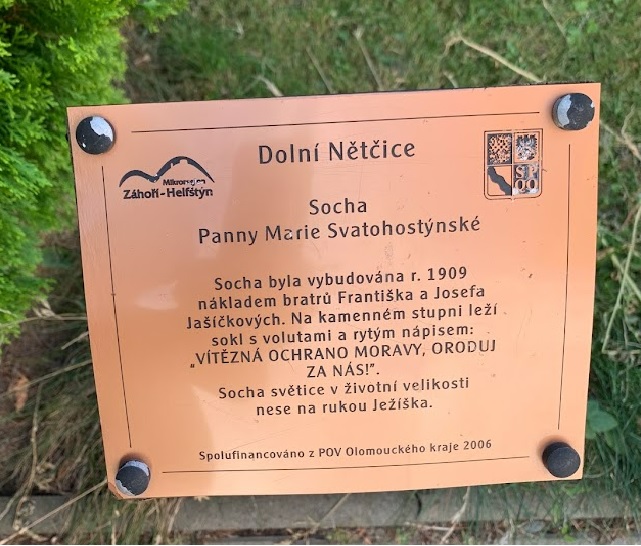 Dolní Nětčice
Mikroregion
Záhoří-Helfštýn
Socha
Panny Marie Svatohostýnské
Socha byla vybudována r. 1909
nákladem bratrů Františka a Josefa
Jašíčkových. Na kamenném stupni leží
sokl s volutami a rytým nápisem:
„VÍTĚZNÁ OCHRANO MORAVY, ORODUJ
ZA NÁS!".
Socha světice v životní velikosti
nese na rukou Ježíška.
Spolufinancováno z POV Olomouckého kraje 2006